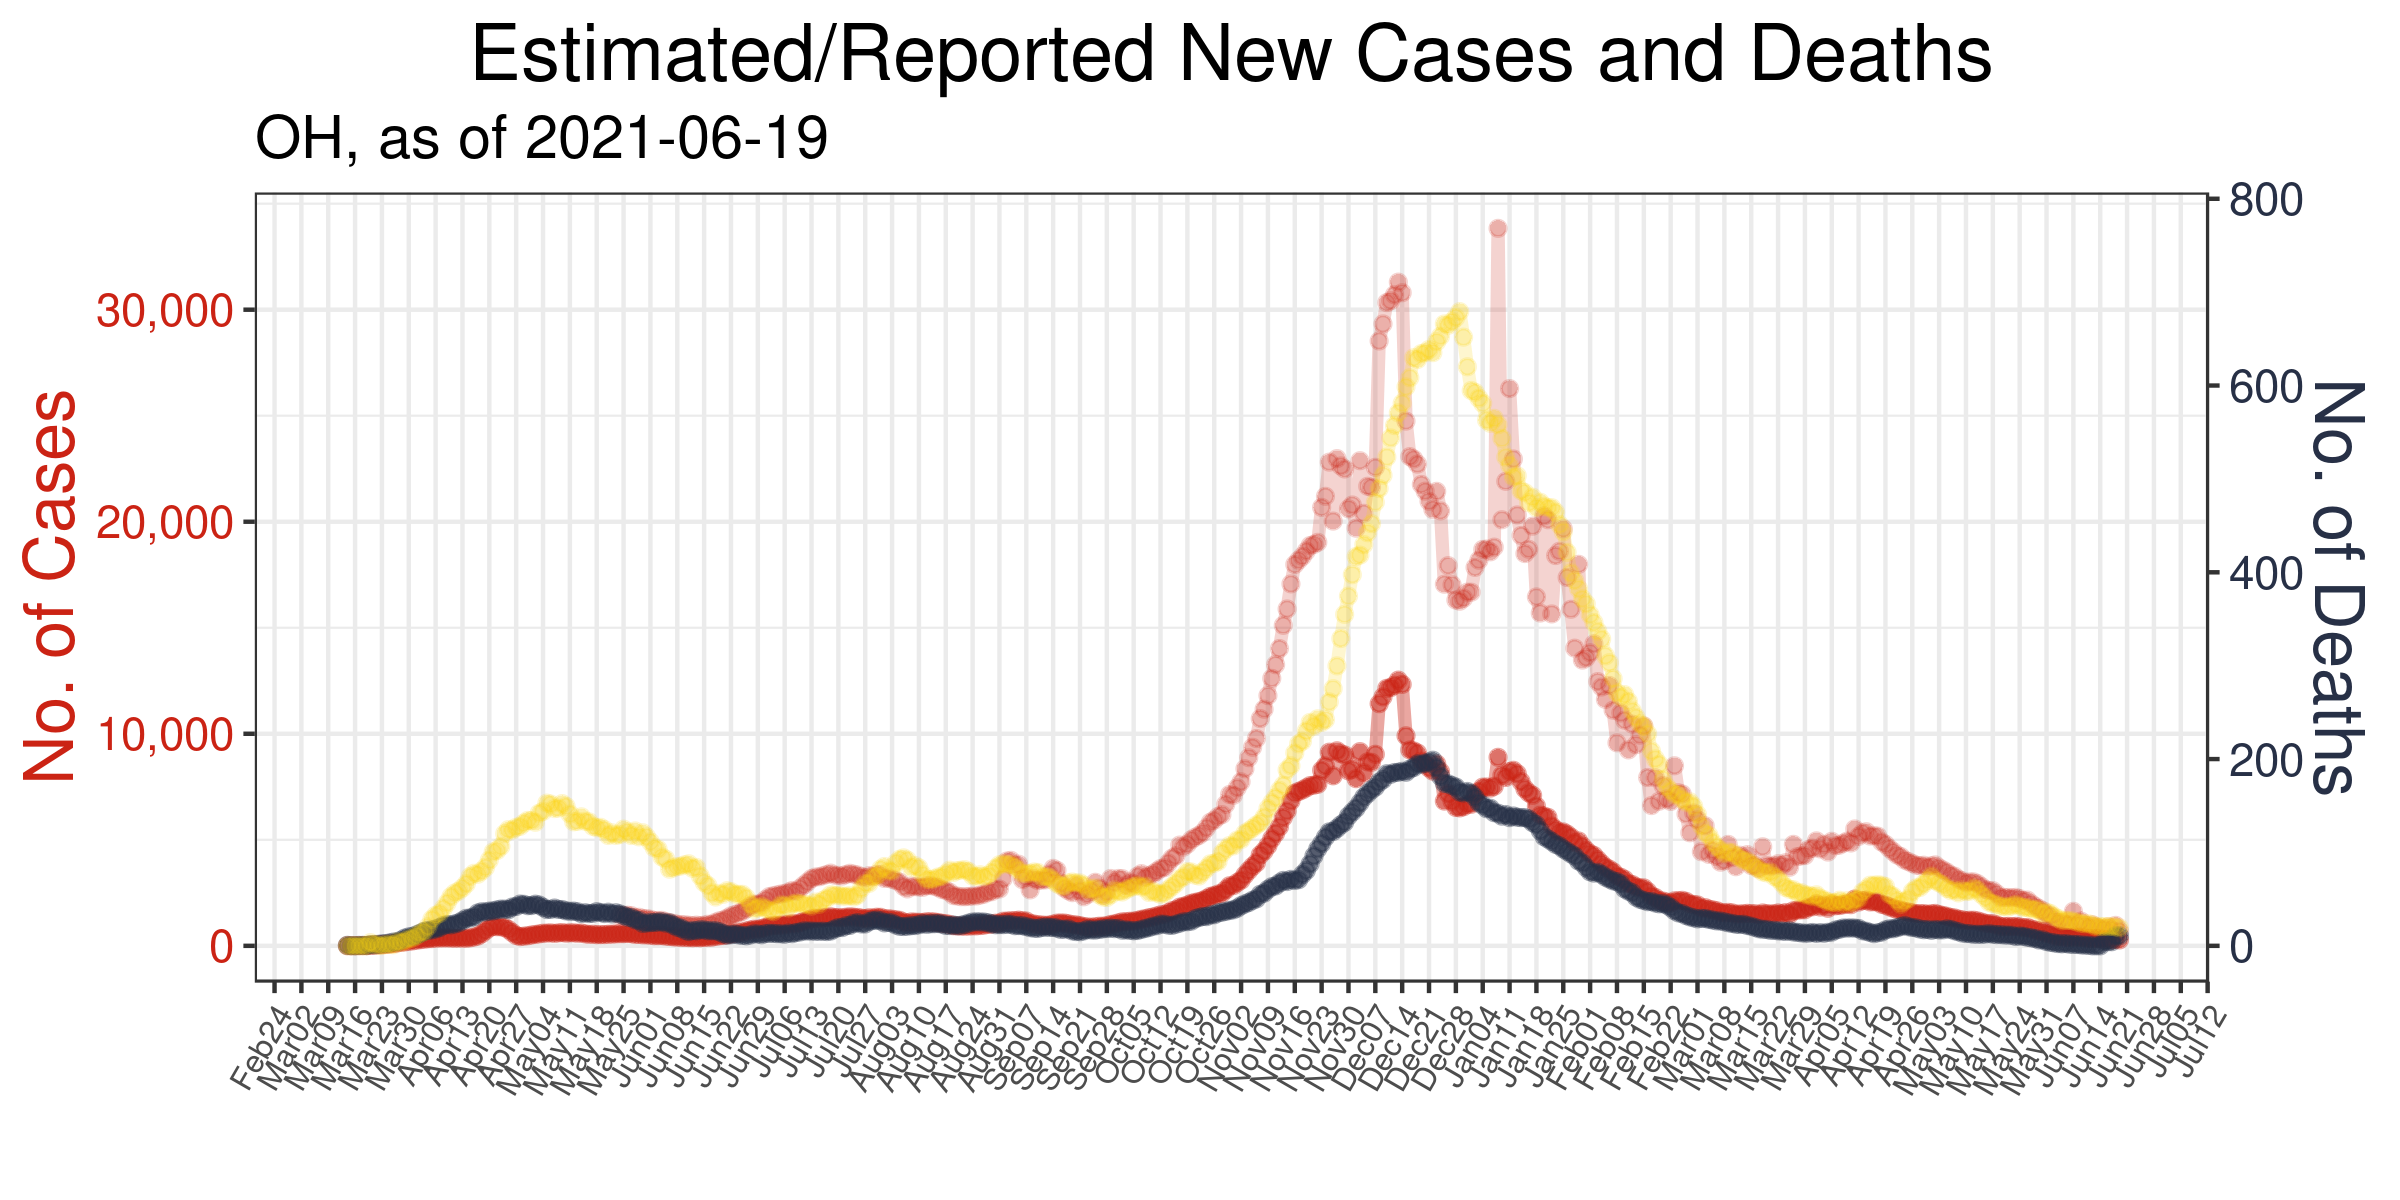 Estimated/Reported New Cases and Deaths
OH, as of 2021-06-19
No. of Cases
30,000
20,000
10,000
0
800
600
400
200
0
No. of Deaths
Feb24
Mar02
Mar09
Mar16
Mar23
Mar30
Apr06
Apr13
Apr20
Apr27
May04
May11
May18
May25
Jun01
Jun08
Jun15
Jun22
Jun29
Jul06
Jul13
Jul20
Jul27
Aug03
Aug10
Aug17
Aug24
Aug31
Sep07
Sep14
Sep21
Sep28
Oct05
Oct12
Oct19
Oct26
Nov02
Nov09
Nov16
Nov23
Nov30
Dec07
Dec14
Dec21
Dec28
Jan04
Jan11
Jan18
Jan25
Feb01
Feb08
Feb15
Feb22
Mar01
Mar08
Mar15
Mar22
Mar29
Apr05
Apr12
Apr19
Apr26
May03
May10
May17
May24
May31
Jun07
Jun14
Jun21
Jun28
Jul05
Jul12